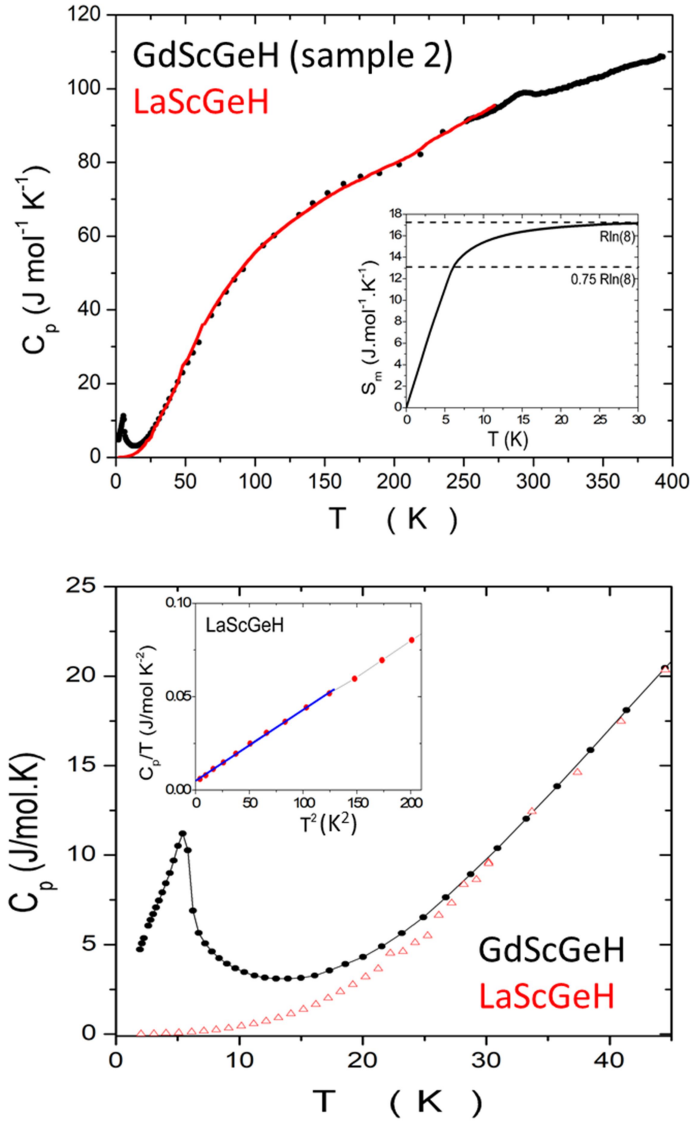 120
100
80
60
40
20
0
C_p (J mol⁻¹ K⁻¹)
GdScGeH (sample 2)
LaScGeH
18
16
14
12
10
8
6
4
2
0
S_m (J.mol⁻¹.K⁻¹)
Rln(8)
0.75 Rln(8)
0 5 10 15 20 25 30
T (K)
0 50 100 150 200 250 300 350 400
T (K)
25
20
15
10
5
0
C_p (J/mol.K)
0.10
0.05
0.00
C_p/T (J/mol K⁻²)
LaScGeH
0 50 100 150 200
T² (K²)
GdScGeH
LaScGeH
0 10 20 30 40
T (K)